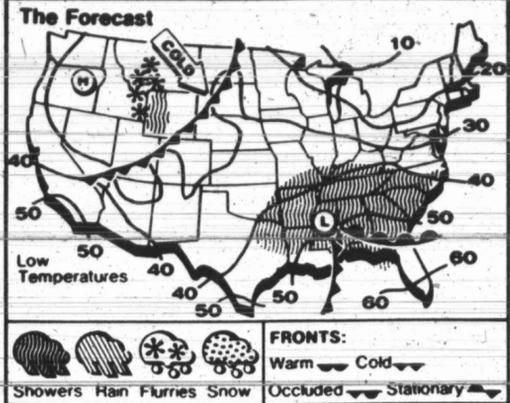 The Forecast
COLD
H
10
20
30
40
40
50
50
50
L
40
40
50
50
60
60
Low
Temperatures
Showers Rain Flurries Snow
FRONTS:
Warm Cold
Occluded Stationary